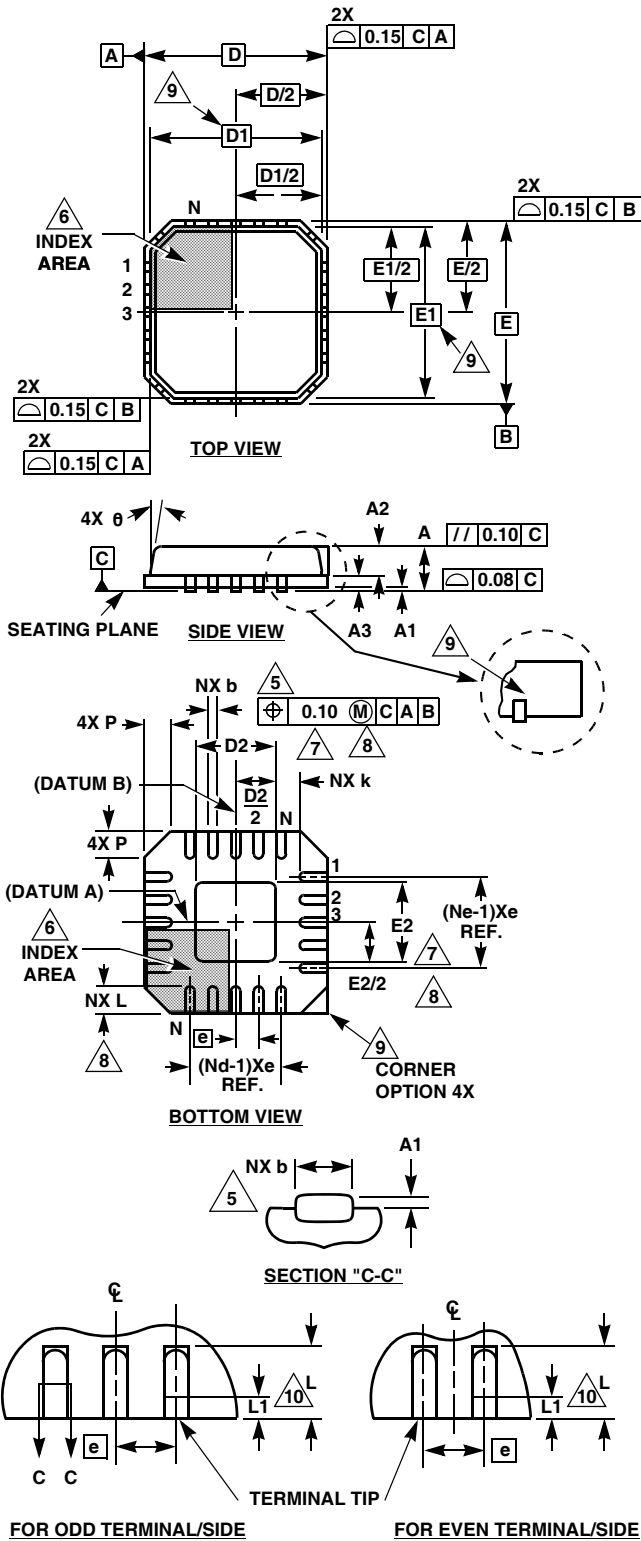 2X
0.15 C A
A
D
D/2
9
D1
D1/2
2X
0.15 C B
6
INDEX
AREA
N
1
2
3
E1/2
E/2
E1
E
9
2X
0.15 C B
2X
0.15 C A
B
TOP VIEW
4X θ
A2
A
// 0.10 C
C
0.08 C
SEATING PLANE
SIDE VIEW
A3
A1
9
NX b
5
0.10 M C A B
4X P
D2
7
8
(DATUM B)
D2
2
NX k
N
4X P
1
2
3
(DATUM A)
(Ne-1)Xe
REF.
6
INDEX
AREA
E2
7
E2/2
8
NX L
8
N
e
(Nd-1)Xe
REF.
9
CORNER
OPTION 4X
BOTTOM VIEW
NX b
A1
5
SECTION "C-C"
CL
CL
L
10
L1
L
10
L1
e
e
C C
TERMINAL TIP
FOR ODD TERMINAL/SIDE
FOR EVEN TERMINAL/SIDE